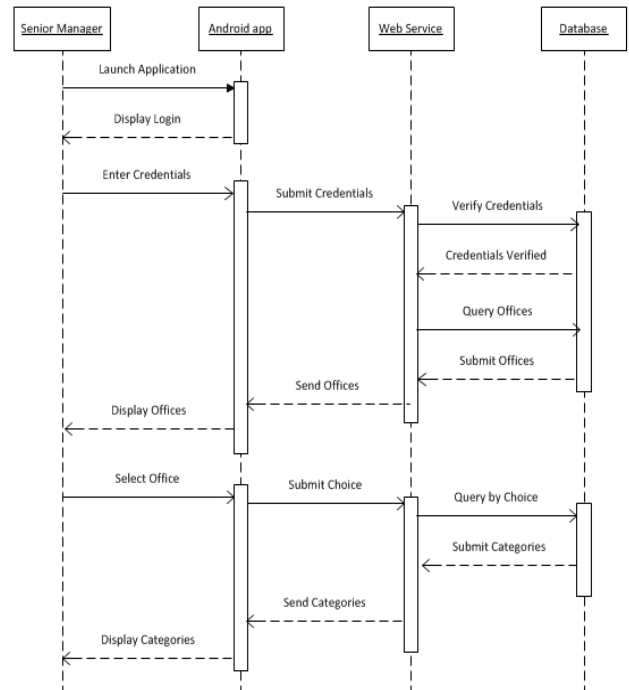 Senior Manager
Android app
Web Service
Database
Launch Application
Display Login
Enter Credentials
Submit Credentials
Verify Credentials
Credentials Verified
Query Offices
Submit Offices
Send Offices
Display Offices
Select Office
Submit Choice
Query by Choice
Submit Categories
Send Categories
Display Categories